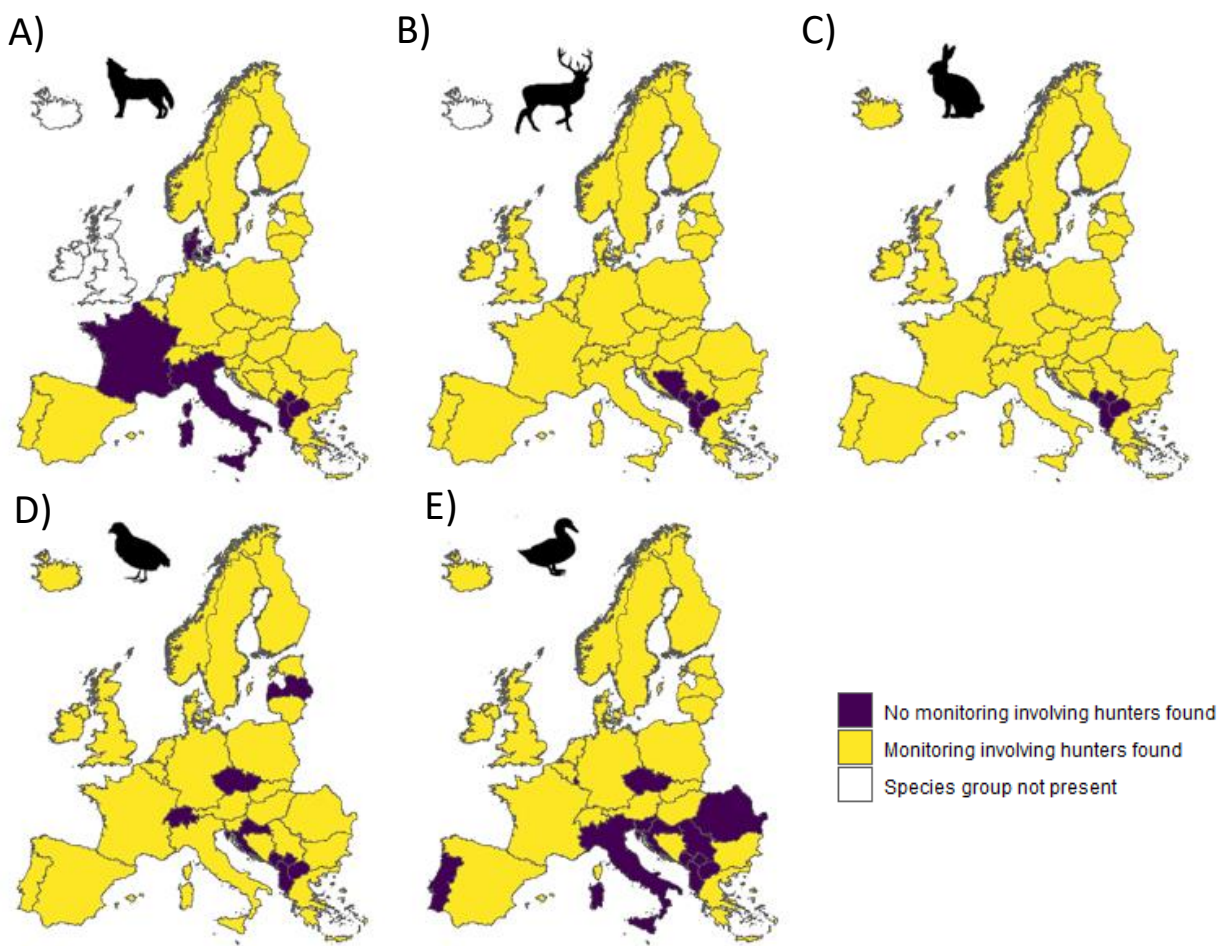 A)
B)
C)
D)
E)
No monitoring involving hunters found
Monitoring involving hunters found
Species group not present